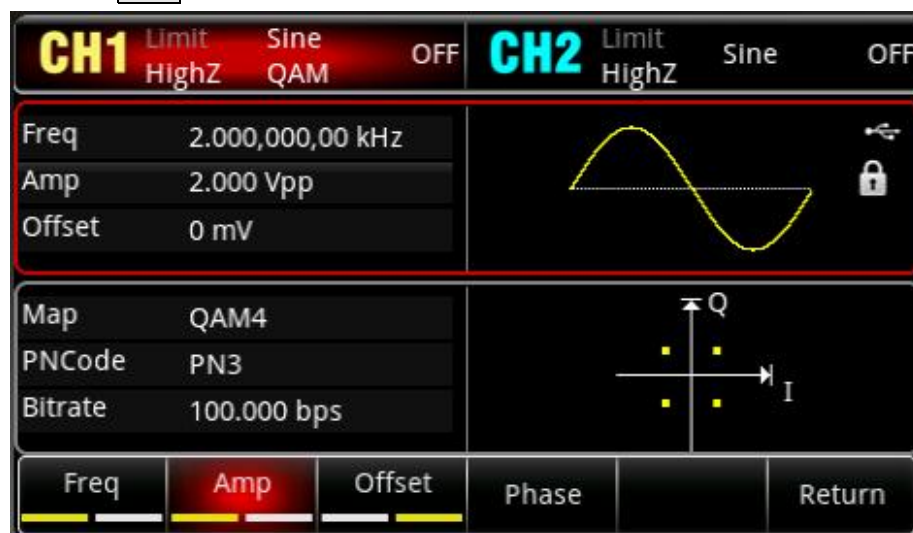 CH1 Limit Sine OFF
HighZ QAM
CH2 Limit Sine OFF
HighZ
Freq 2.000,000,00 kHz
Amp 2.000 Vpp
Offset 0 mV
Map QAM4
PNCode PN3
Bitrate 100.000 bps
Q
I
Freq Amp Offset Phase Return